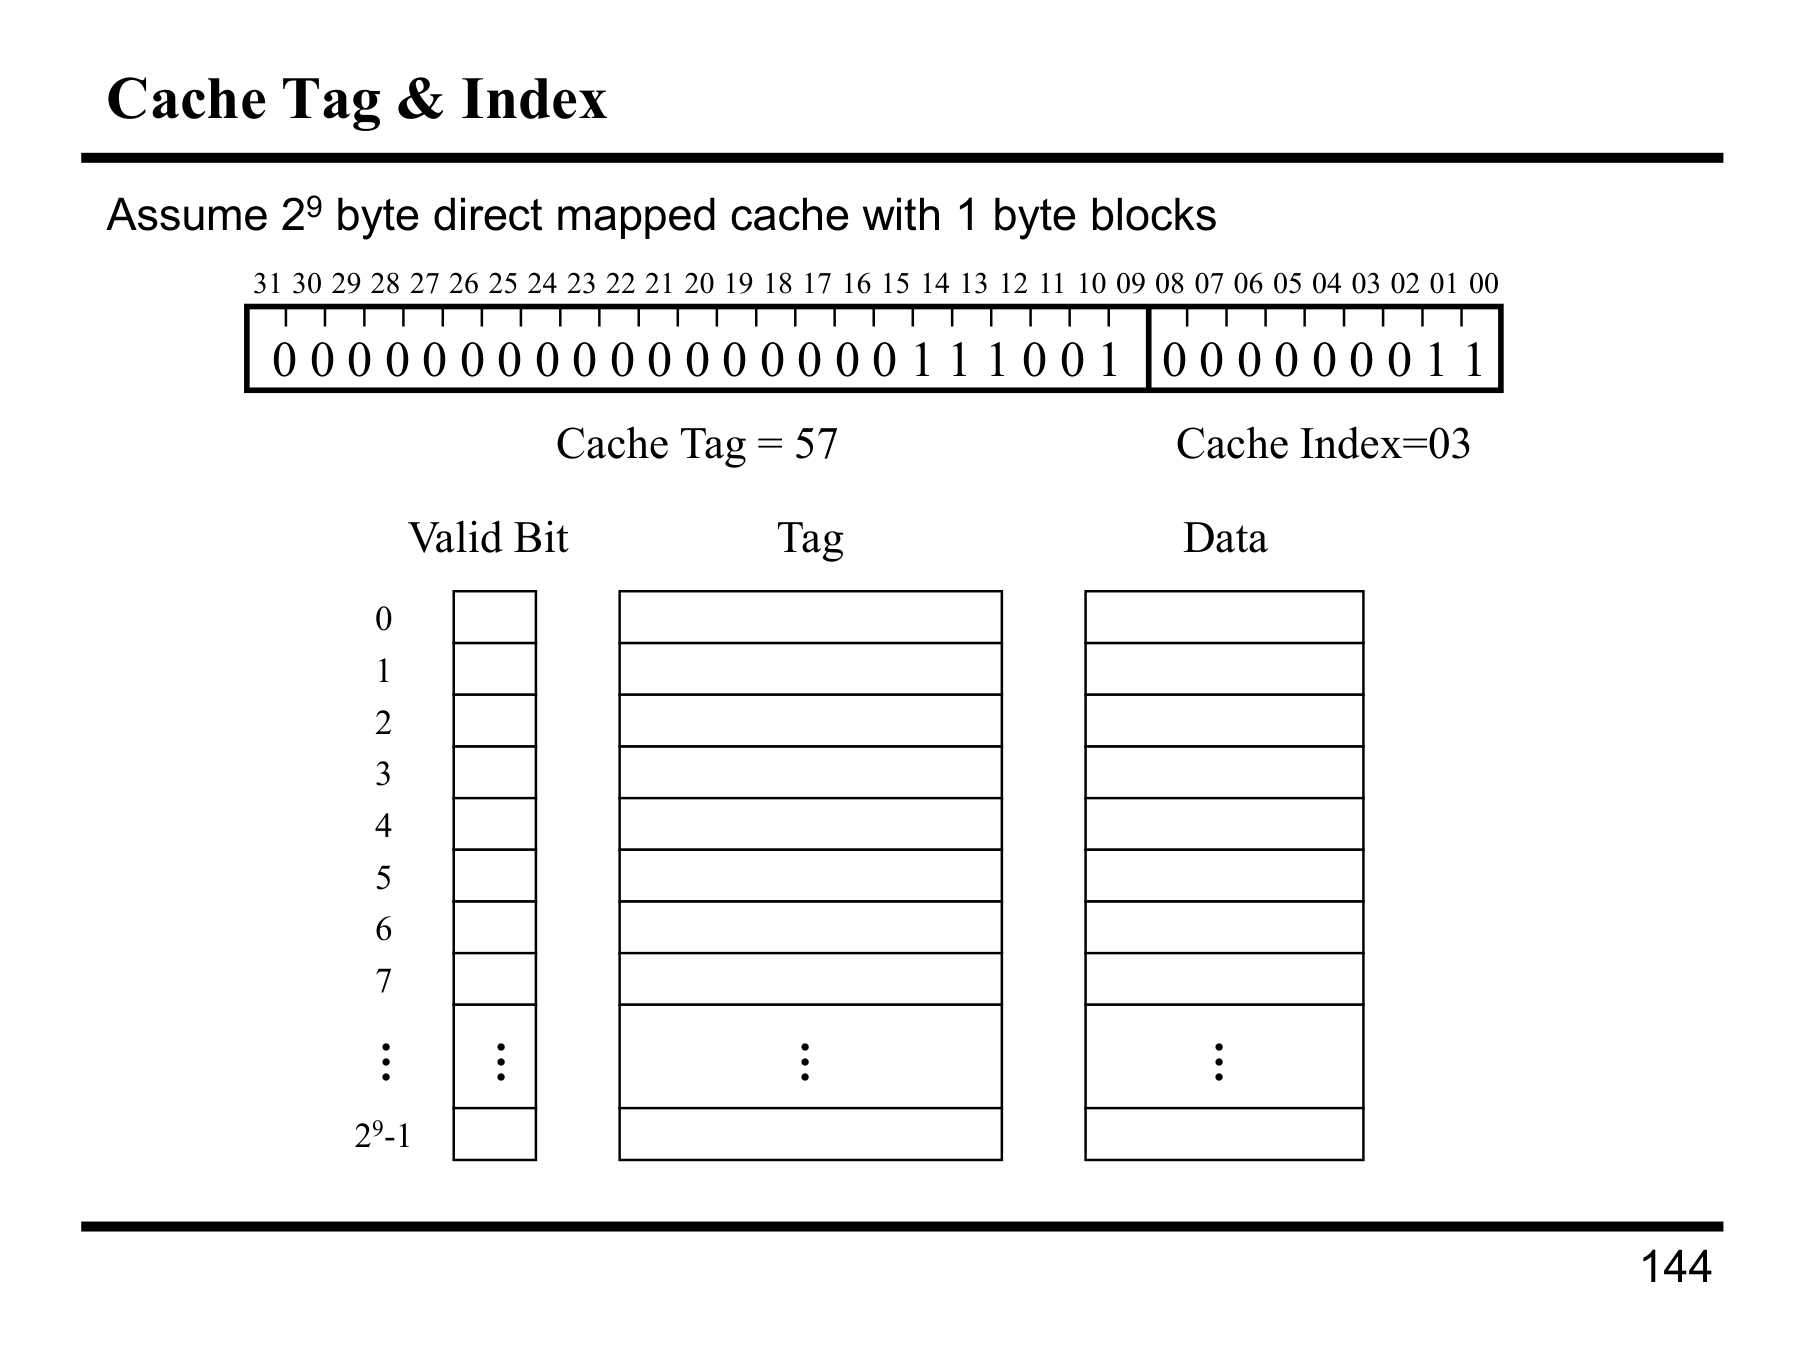 Cache Tag & Index
Assume 2⁹ byte direct mapped cache with 1 byte blocks
31 30 29 28 27 26 25 24 23 22 21 20 19 18 17 16 15 14 13 12 11 10 09 08 07 06 05 04 03 02 01 00
0 0 0 0 0 0 0 0 0 0 0 0 0 0 0 0 0 1 1 1 0 0 1 0 0 0 0 0 0 0 1 1
Cache Tag = 57 Cache Index=03
Valid Bit Tag Data
0
1
2
3
4
5
6
7
⋮ ⋮ ⋮ ⋮
2⁹-1
144